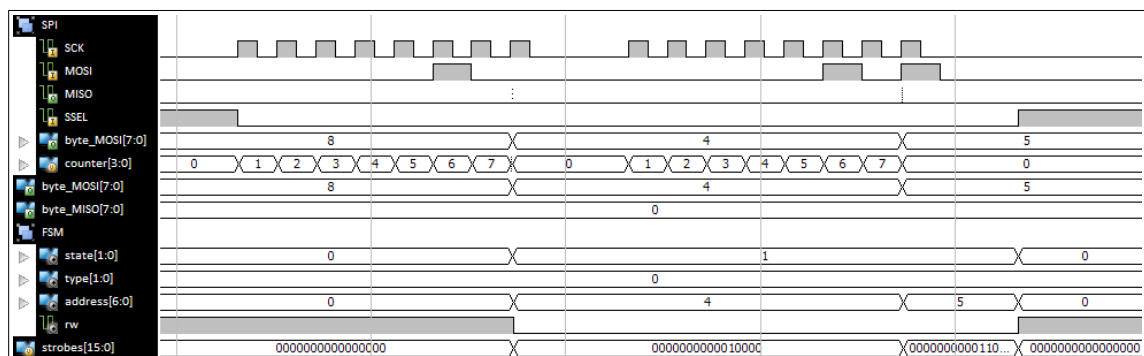 SPI
SCK
MOSI
MISO
SSEL
byte_MOSI[7:0] 8 4 5
counter[3:0] 0 1 2 3 4 5 6 7 0 1 2 3 4 5 6 7 0
byte_MOSI[7:0] 8 4 5
byte_MISO[7:0] 0
FSM
state[1:0] 0 1 0
type[1:0] 0
address[6:0] 0 4 5 0
rw
strobes[15:0] 0000000000000000 0000000000010000 0000000000110... 0000000000000000